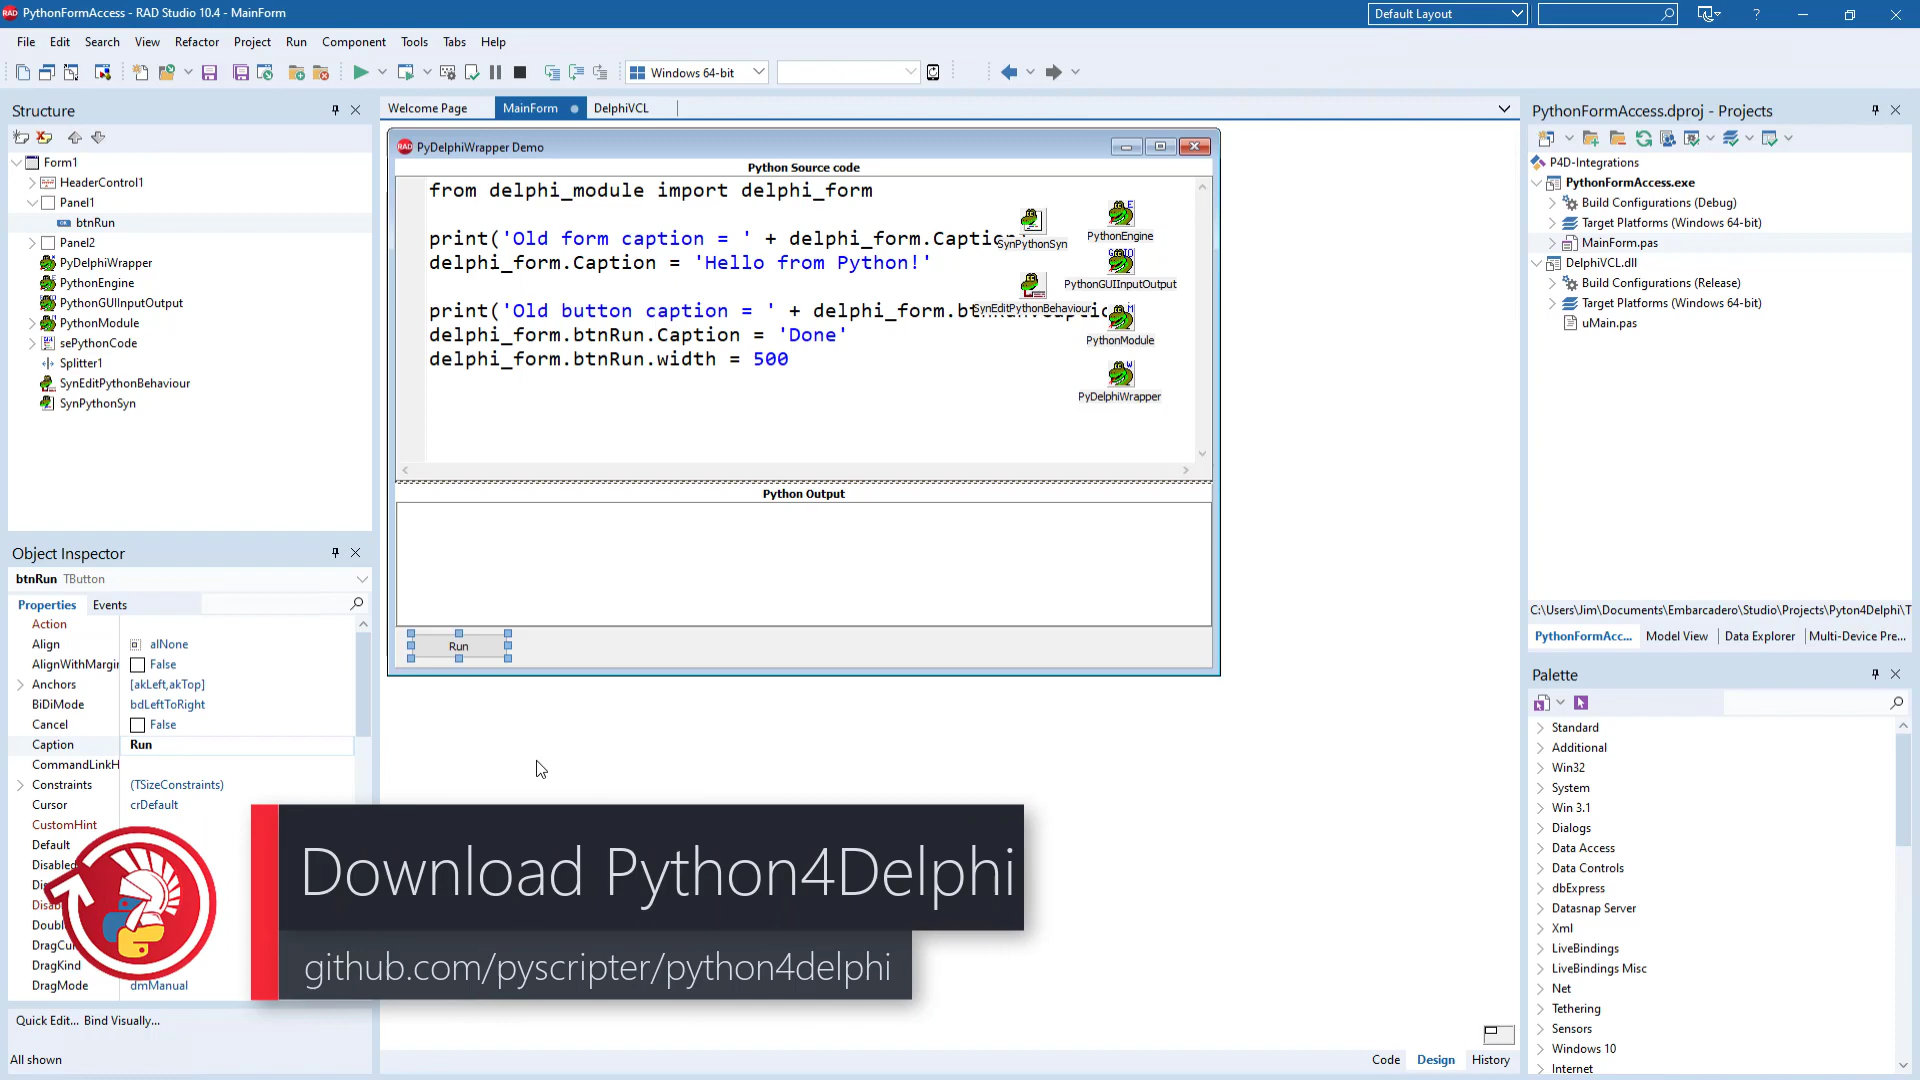 PythonFormAccess - RAD Studio 10.4 - MainForm
Default Layout
File Edit Search View Refactor Project Run Component Tools Tabs Help
Windows 64-bit
Structure
Form1
HeaderControl1
Panel1
btnRun
Panel2
PyDelphiWrapper
PythonEngine
PythonGUIInputOutput
PythonModule
sePythonCode
Splitter1
SynEditPythonBehaviour
SynPythonSyn
Object Inspector
btnRun TButton
Properties Events
Action
Align alNone
AlignWithMargir False
Anchors [akLeft,akTop]
BiDiMode bdLeftToRight
Cancel False
Caption Run
CommandLinkH
Constraints (TSizeConstraints)
Cursor crDefault
CustomHint
Default
Disabled
Dis
Disab
Doubl
DragCu
DragKind
DragMode dmManual
Quick Edit... Bind Visually...
All shown
Welcome Page MainForm DelphiVCL
PyDelphiWrapper Demo
Python Source code
from delphi_module import delphi_form
print('Old form caption = ' + delphi_form.Caption
delphi_form.Caption = 'Hello from Python!'
print('Old button caption = ' + delphi_form.btnRun.Captio
delphi_form.btnRun.Caption = 'Done'
delphi_form.btnRun.width = 500
SynPythonSyn
PythonEngine
PythonGUIInputOutput
SynEditPythonBehaviour
PythonModule
PyDelphiWrapper
Python Output
Run
Download Python4Delphi
github.com/pyscripter/python4delphi
Code Design History
PythonFormAccess.dproj - Projects
P4D-Integrations
PythonFormAccess.exe
Build Configurations (Debug)
Target Platforms (Windows 64-bit)
MainForm.pas
DelphiVCL.dll
Build Configurations (Release)
Target Platforms (Windows 64-bit)
uMain.pas
C:\Users\Jim\Documents\Embarcadero\Studio\Projects\Pyton4Delphi\T
PythonFormAcc... Model View Data Explorer Multi-Device Pre...
Palette
Standard
Additional
Win32
System
Win 3.1
Dialogs
Data Access
Data Controls
dbExpress
Datasnap Server
Xml
LiveBindings
LiveBindings Misc
Net
Tethering
Sensors
Windows 10
Internet